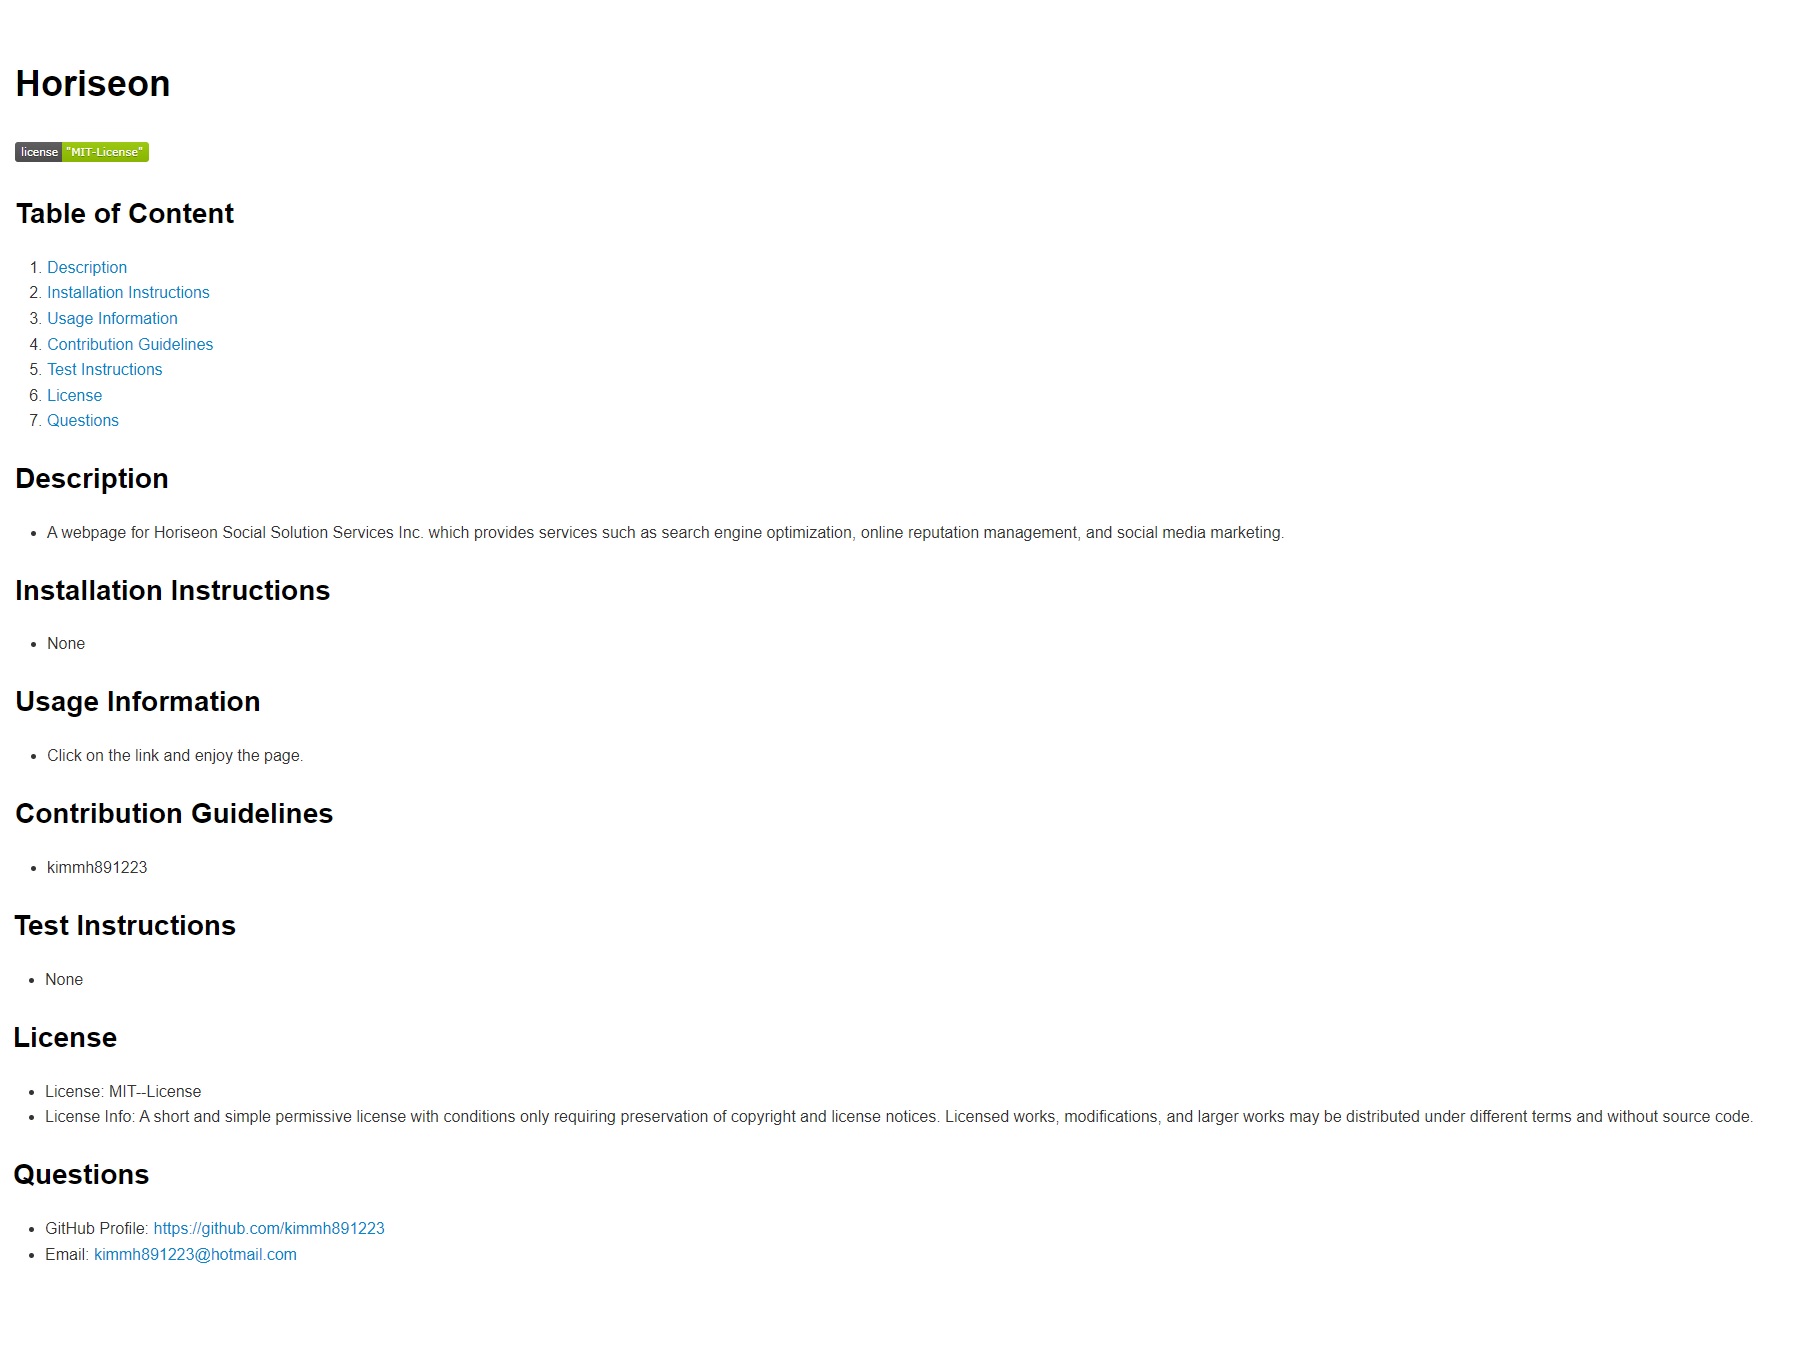 Horiseon
license "MIT-License"
Table of Content
1. Description
2. Installation Instructions
3. Usage Information
4. Contribution Guidelines
5. Test Instructions
6. License
7. Questions
Description
• A webpage for Horiseon Social Solution Services Inc. which provides services such as search engine optimization, online reputation management, and social media marketing.
Installation Instructions
• None
Usage Information
• Click on the link and enjoy the page.
Contribution Guidelines
• kimmh891223
Test Instructions
• None
License
• License: MIT--License
• License Info: A short and simple permissive license with conditions only requiring preservation of copyright and license notices. Licensed works, modifications, and larger works may be distributed under different terms and without source code.
Questions
• GitHub Profile: https://github.com/kimmh891223
• Email: kimmh891223@hotmail.com